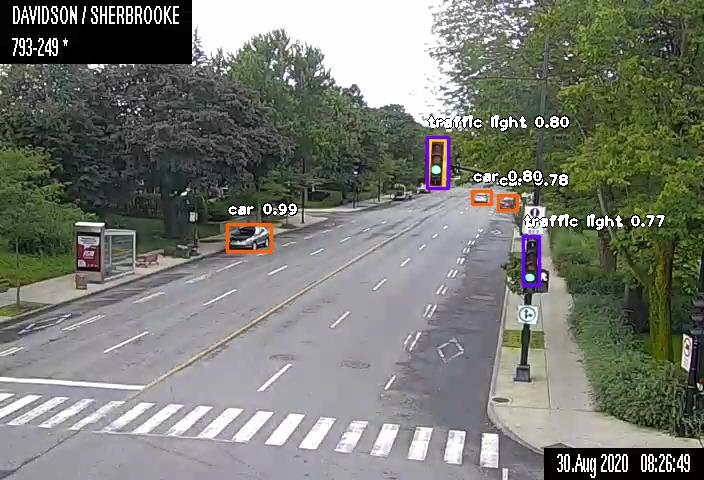 DAVIDSON / SHERBROOKE
793-249 *
traffic light 0.80
car 0.80
.78
car 0.99
traffic light 0.77
30.Aug 2020 08:26:49